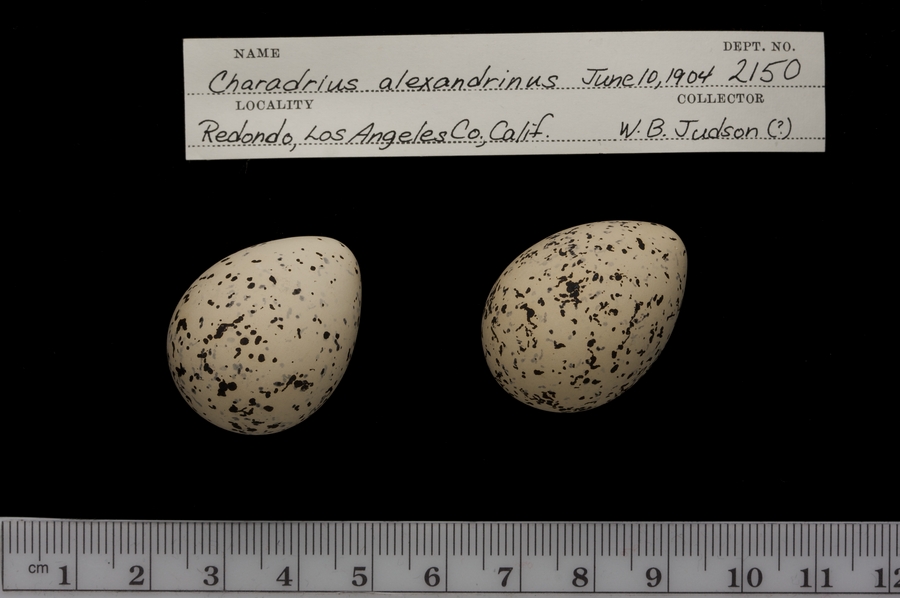 NAME DEPT. NO.
Charadrius alexandrinus June 10, 1904 2150
LOCALITY COLLECTOR
Redondo, Los Angeles Co., Calif. W. B. Judson (?)
cm 1 2 3 4 5 6 7 8 9 10 11 12